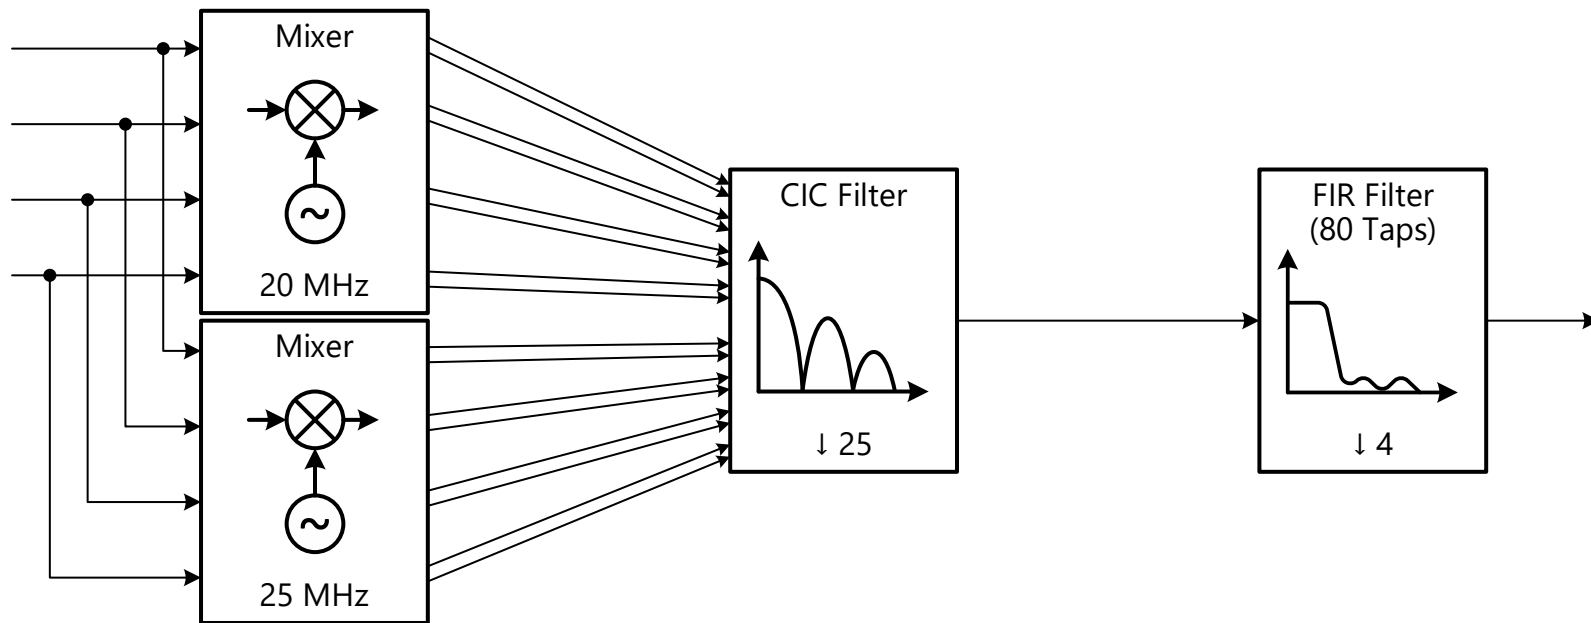 Mixer
20 MHz
Mixer
25 MHz
CIC Filter
↓ 25
FIR Filter
(80 Taps)
↓ 4